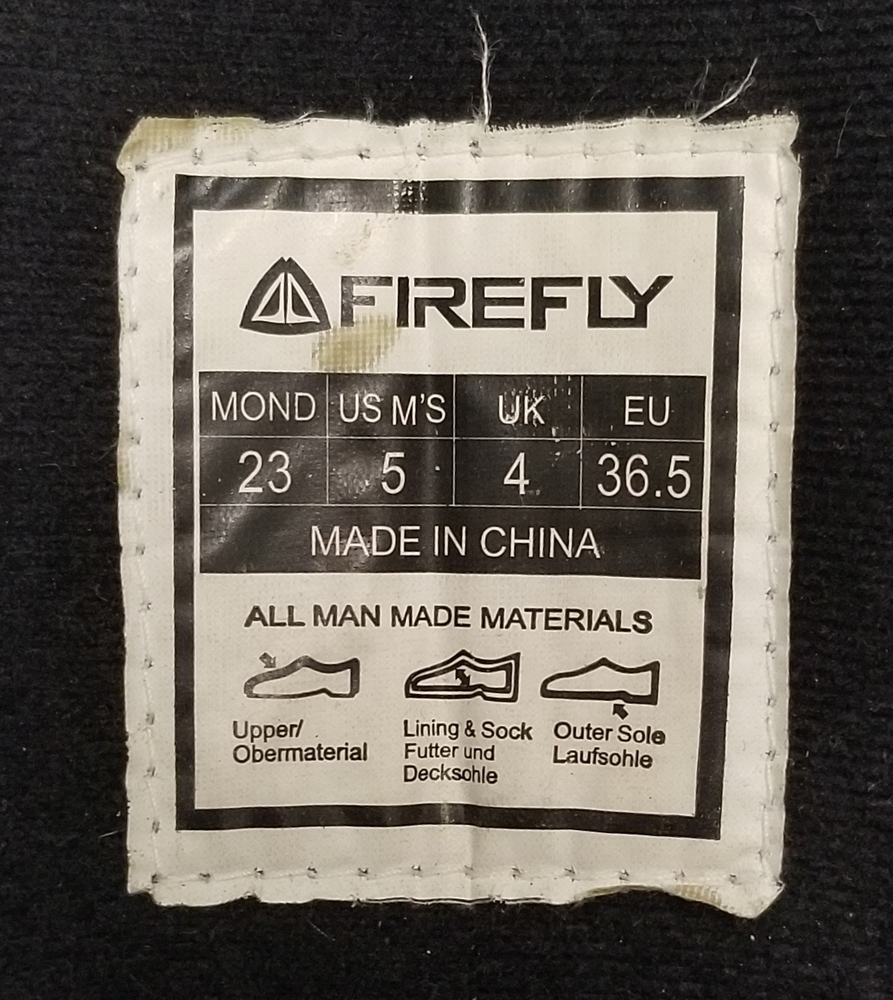 FIREFLY
MOND US M'S UK EU
23 5 4 36.5
MADE IN CHINA
ALL MAN MADE MATERIALS
Upper/
Obermaterial
Lining & Sock
Futter und
Decksohle
Outer Sole
Laufsohle